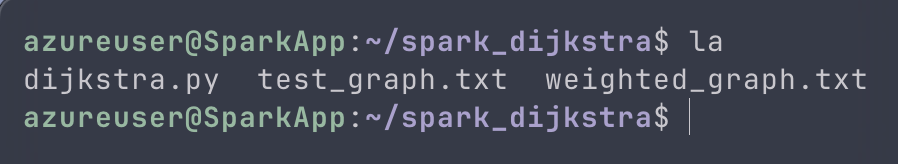 azureuser@SparkApp:~/spark_dijkstra$ la
dijkstra.py  test_graph.txt  weighted_graph.txt
azureuser@SparkApp:~/spark_dijkstra$